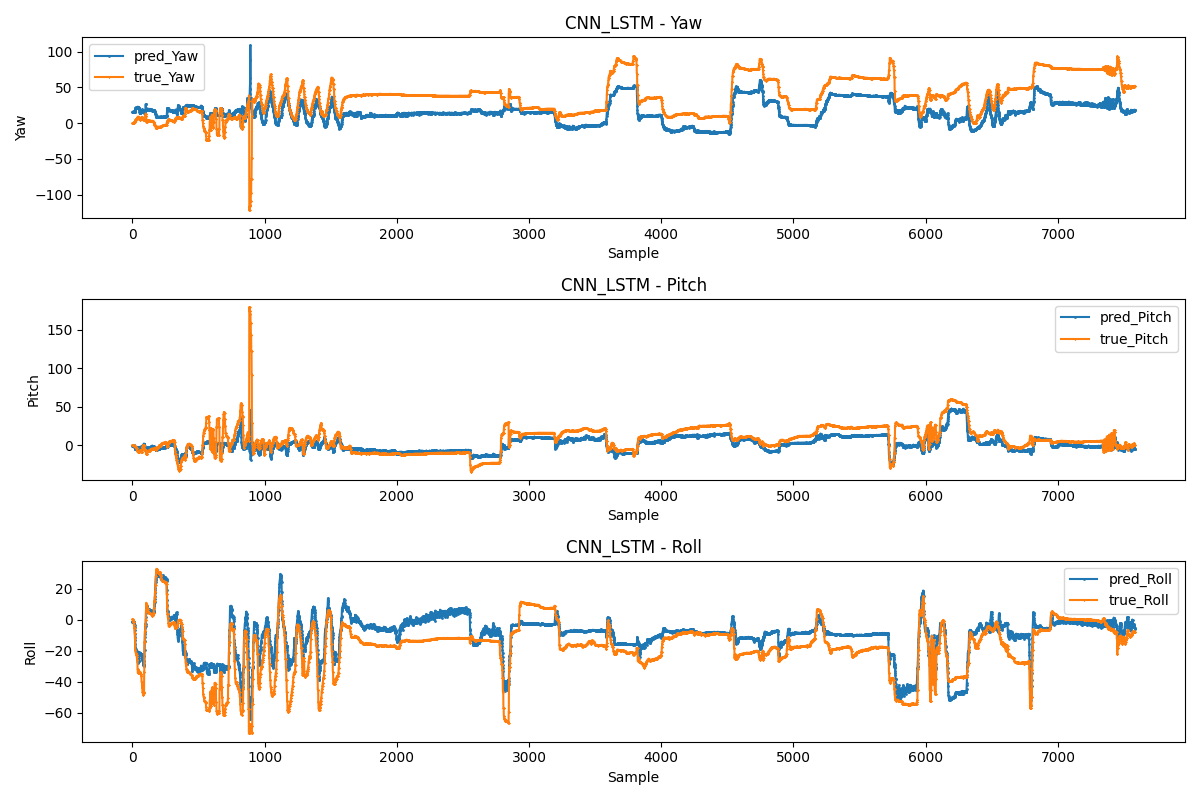 CNN_LSTM - Yaw
pred_Yaw
true_Yaw
100
50
0
−50
−100
Yaw
0 1000 2000 3000 4000 5000 6000 7000
Sample
CNN_LSTM - Pitch
pred_Pitch
true_Pitch
150
100
50
0
Pitch
0 1000 2000 3000 4000 5000 6000 7000
Sample
CNN_LSTM - Roll
pred_Roll
true_Roll
20
0
−20
−40
−60
Roll
0 1000 2000 3000 4000 5000 6000 7000
Sample